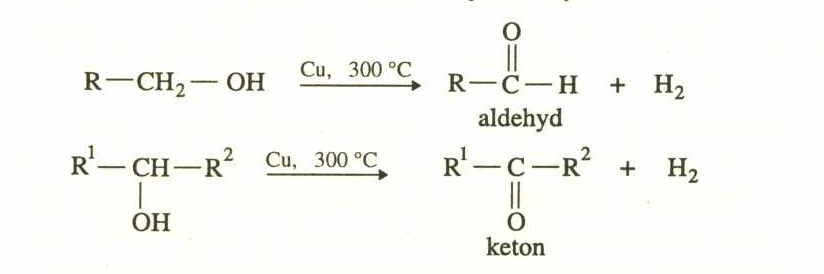 R—CH₂—OH Cu, 300 °C R—C—H + H₂
O
aldehyd
R¹—CH—R² Cu, 300 °C R¹—C—R² + H₂
OH O
keton